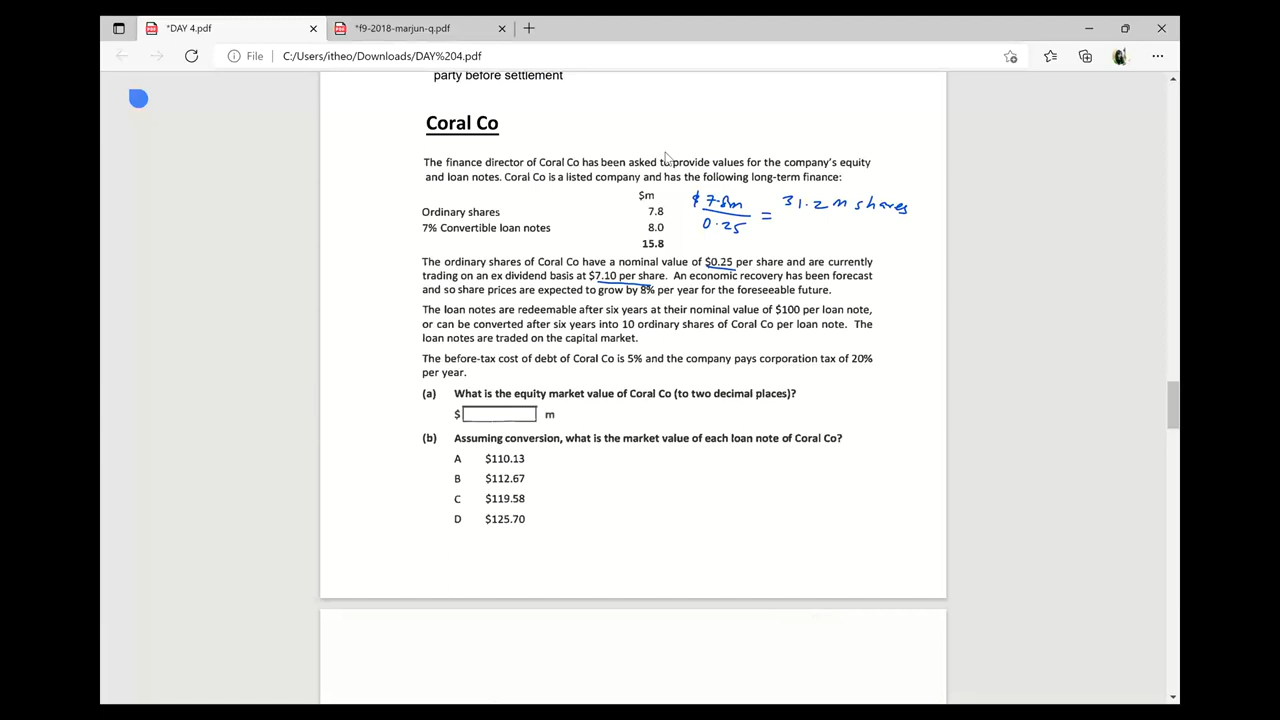 *DAY 4.pdf
*f9-2018-marjun-q.pdf
File C:/Users/itheo/Downloads/DAY%204.pdf
party before settlement
Coral Co
The finance director of Coral Co has been asked to provide values for the company's equity
and loan notes. Coral Co is a listed company and has the following long-term finance:
$m
Ordinary shares 7.8
7% Convertible loan notes 8.0
15.8
$7.8m
0.25
= 31.2 m shares
The ordinary shares of Coral Co have a nominal value of $0.25 per share and are currently
trading on an ex dividend basis at $7.10 per share. An economic recovery has been forecast
and so share prices are expected to grow by 8% per year for the foreseeable future.
The loan notes are redeemable after six years at their nominal value of $100 per loan note,
or can be converted after six years into 10 ordinary shares of Coral Co per loan note. The
loan notes are traded on the capital market.
The before-tax cost of debt of Coral Co is 5% and the company pays corporation tax of 20%
per year.
(a) What is the equity market value of Coral Co (to two decimal places)?
$ m
(b) Assuming conversion, what is the market value of each loan note of Coral Co?
A $110.13
B $112.67
C $119.58
D $125.70